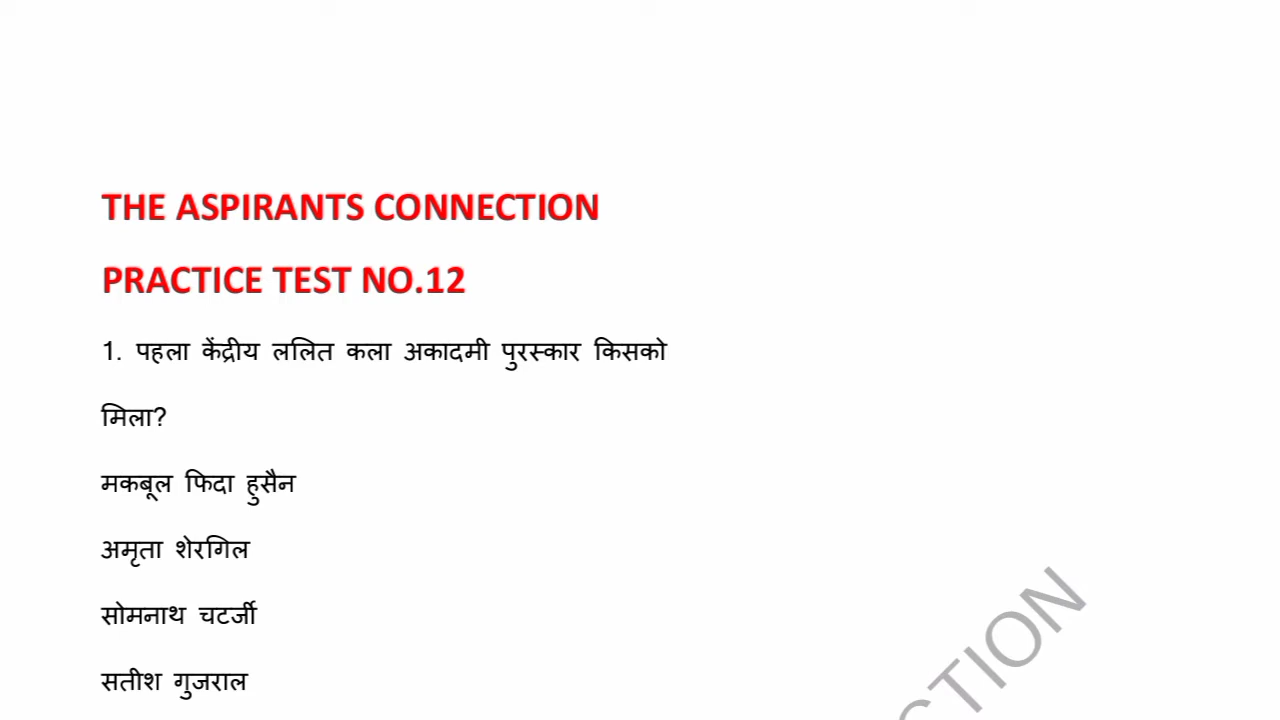 THE ASPIRANTS CONNECTION
PRACTICE TEST NO.12
1. पहला केंद्रीय ललित कला अकादमी पुरस्कार किसको
मिला?
मकबूल फिदा हुसैन
अमृता शेरगिल
सोमनाथ चटर्जी
सतीश गुजराल
CTION